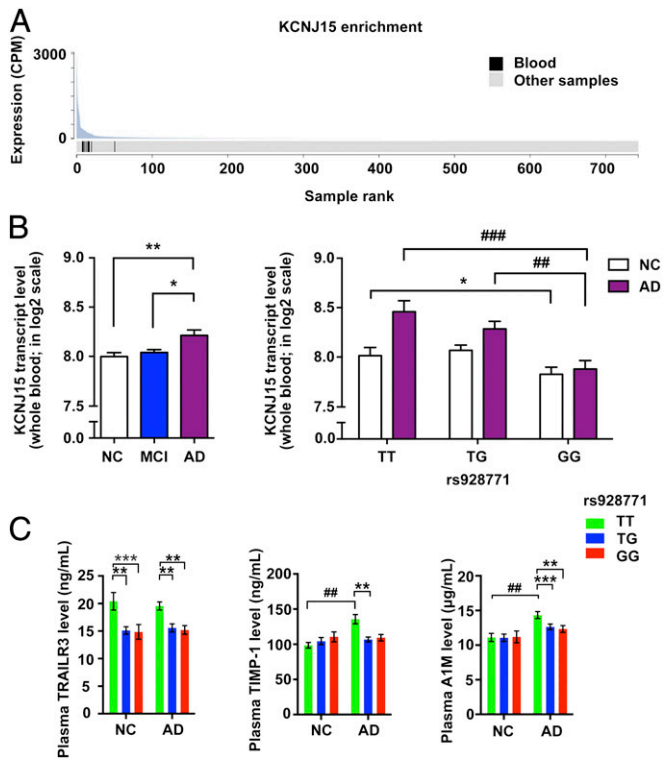 A
KCNJ15 enrichment
Expression (CPM)
3000
0
Blood
Other samples
0 100 200 300 400 500 600 700
Sample rank
B
KCNJ15 transcript level
(whole blood; in log2 scale)
9.0
8.5
8.0
7.5
0.0
**
*
NC MCI AD
KCNJ15 transcript level
(whole blood; in log2 scale)
9.0
8.5
8.0
7.5
0.0
###
##
*
NC
AD
TT TG GG
rs928771
C
rs928771
TT
TG
GG
Plasma TRAILR3 level (ng/mL)
25
20
15
10
5
0
***
**
**
**
NC AD
Plasma TIMP-1 level (ng/mL)
200
150
100
50
0
##
**
NC AD
Plasma A1M level (µg/mL)
20
15
10
5
0
##
**
***
NC AD